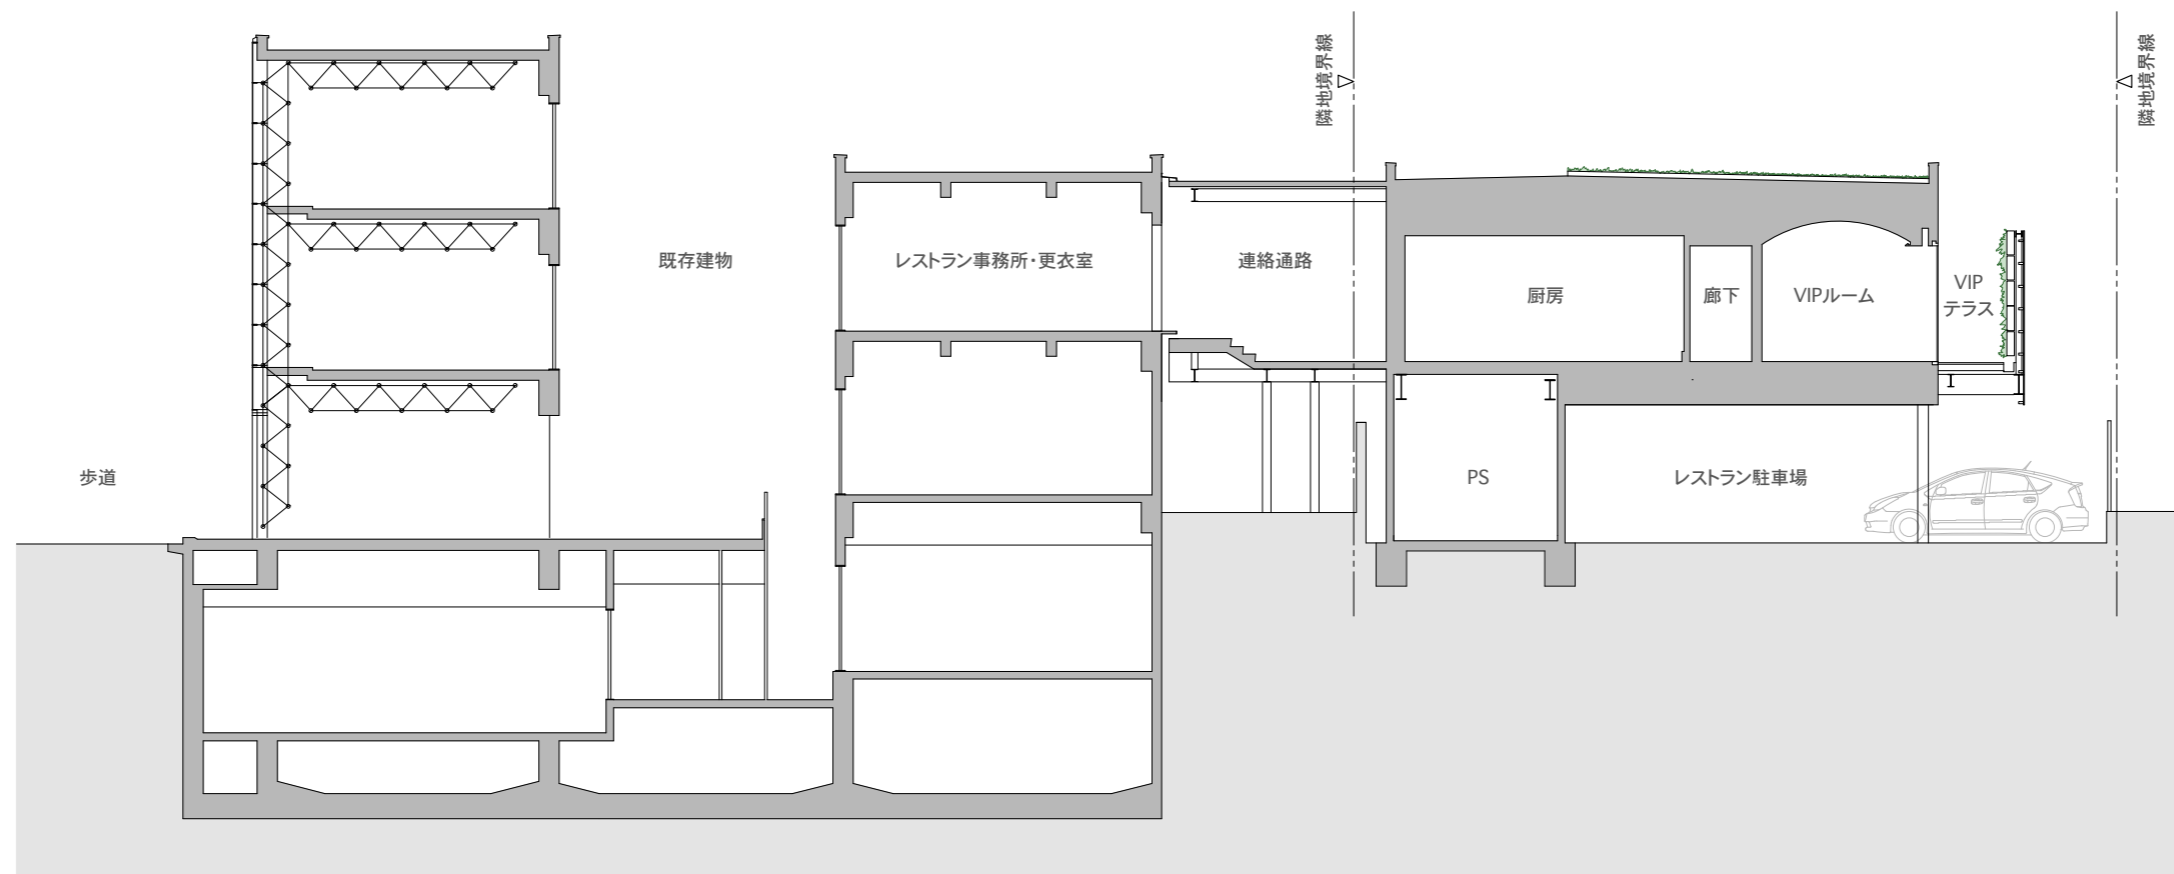 隣地境界線
隣地境界線
既存建物
レストラン事務所・更衣室
連絡通路
厨房
廊下
VIPルーム
VIP
テラス
歩道
PS
レストラン駐車場